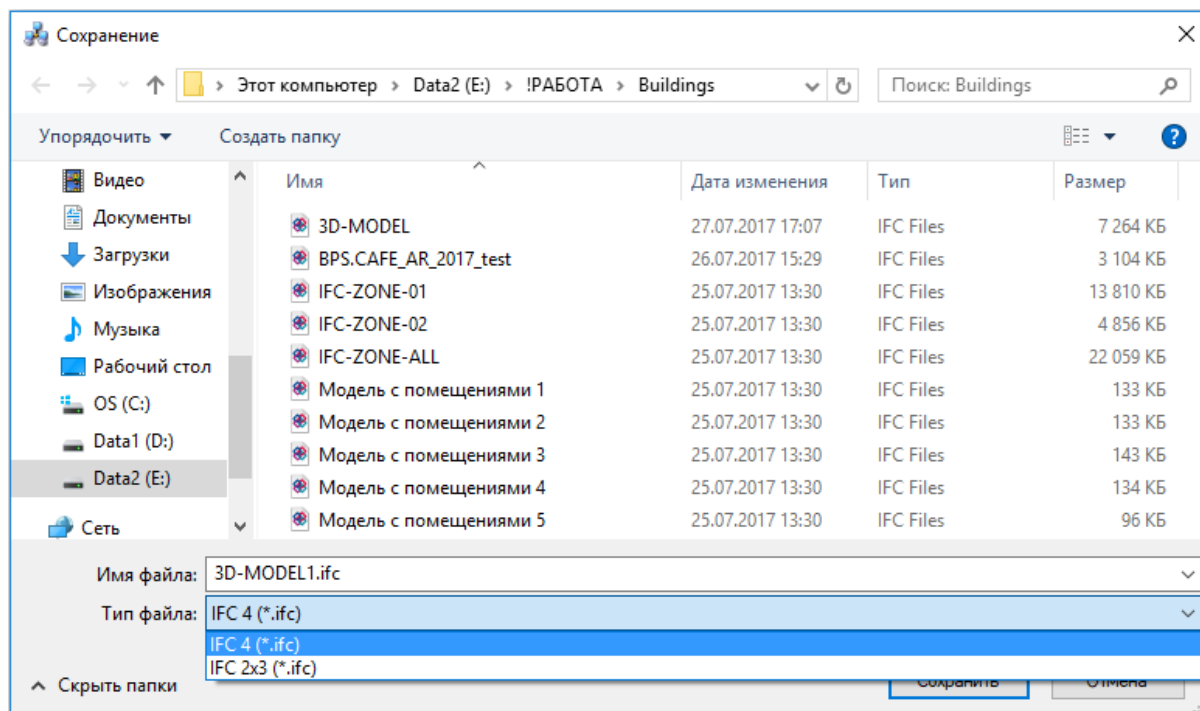 Сохранение
Этот компьютер > Data2 (E:) > !РАБОТА > Buildings
Поиск: Buildings
Упорядочить
Создать папку
Видео
Документы
Загрузки
Изображения
Музыка
Рабочий стол
OS (C:)
Data1 (D:)
Data2 (E:)
Сеть
Имя Дата изменения Тип Размер
3D-MODEL 27.07.2017 17:07 IFC Files 7 264 КБ
BPS.CAFE_AR_2017_test 26.07.2017 15:29 IFC Files 3 104 КБ
IFC-ZONE-01 25.07.2017 13:30 IFC Files 13 810 КБ
IFC-ZONE-02 25.07.2017 13:30 IFC Files 4 856 КБ
IFC-ZONE-ALL 25.07.2017 13:30 IFC Files 22 059 КБ
Модель с помещениями 1 25.07.2017 13:30 IFC Files 133 КБ
Модель с помещениями 2 25.07.2017 13:30 IFC Files 133 КБ
Модель с помещениями 3 25.07.2017 13:30 IFC Files 143 КБ
Модель с помещениями 4 25.07.2017 13:30 IFC Files 134 КБ
Модель с помещениями 5 25.07.2017 13:30 IFC Files 96 КБ
Имя файла: 3D-MODEL1.ifc
Тип файла: IFC 4 (*.ifc)
IFC 4 (*.ifc)
IFC 2x3 (*.ifc)
Скрыть папки
Сохранить
Отмена